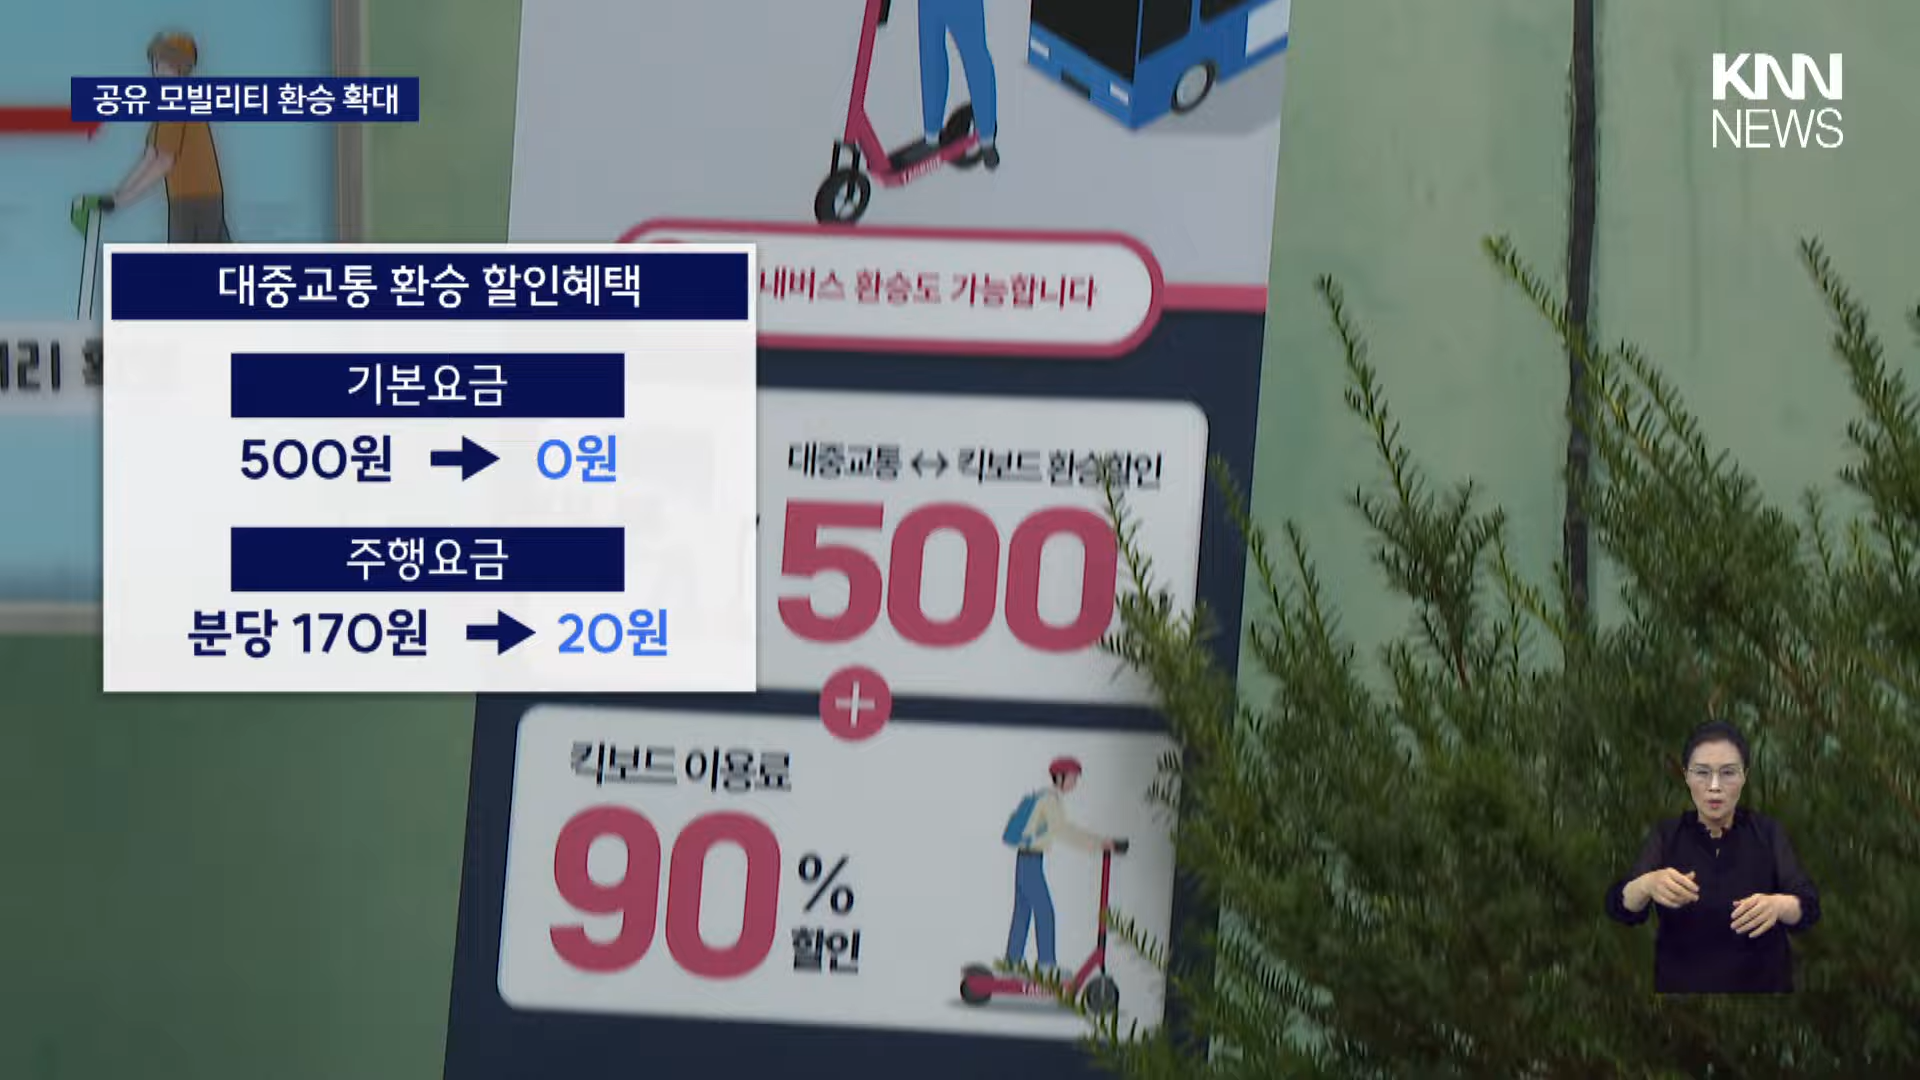 공유 모빌리티 환승 확대
KNN
NEWS
대중교통 환승 할인혜택
기본요금
500원 → 0원
주행요금
분당 170원 → 20원
내버스 환승도 가능합니다
대중교통 ↔ 킥보드 환승할인
500
+
킥보드 이용료
90%
할인